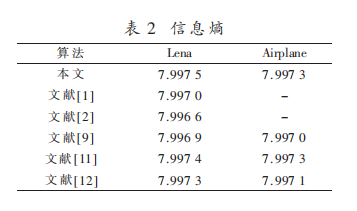 表 2 信息熵
算法 Lena Airplane
本文 7.997 5 7.997 3
文献[1] 7.997 0 –
文献[2] 7.996 6 –
文献[9] 7.996 9 7.997 0
文献[11] 7.997 4 7.997 3
文献[12] 7.997 3 7.997 1